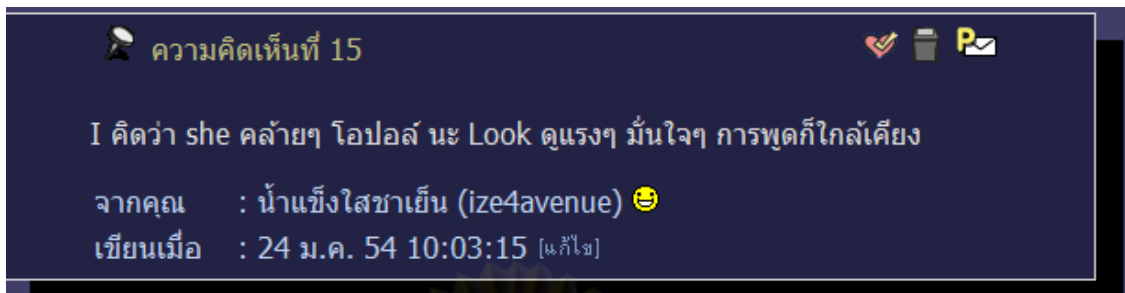 ความคิดเห็นที่ 15
I คิดว่า she คล้ายๆ โอปอล์ นะ Look ดูแรงๆ มั่นใจๆ การพูดก็ใกล้เคียง
จากคุณ : น้ำแข็งใสชาเย็น (ize4avenue)
เขียนเมื่อ : 24 ม.ค. 54 10:03:15 [แก้ไข]